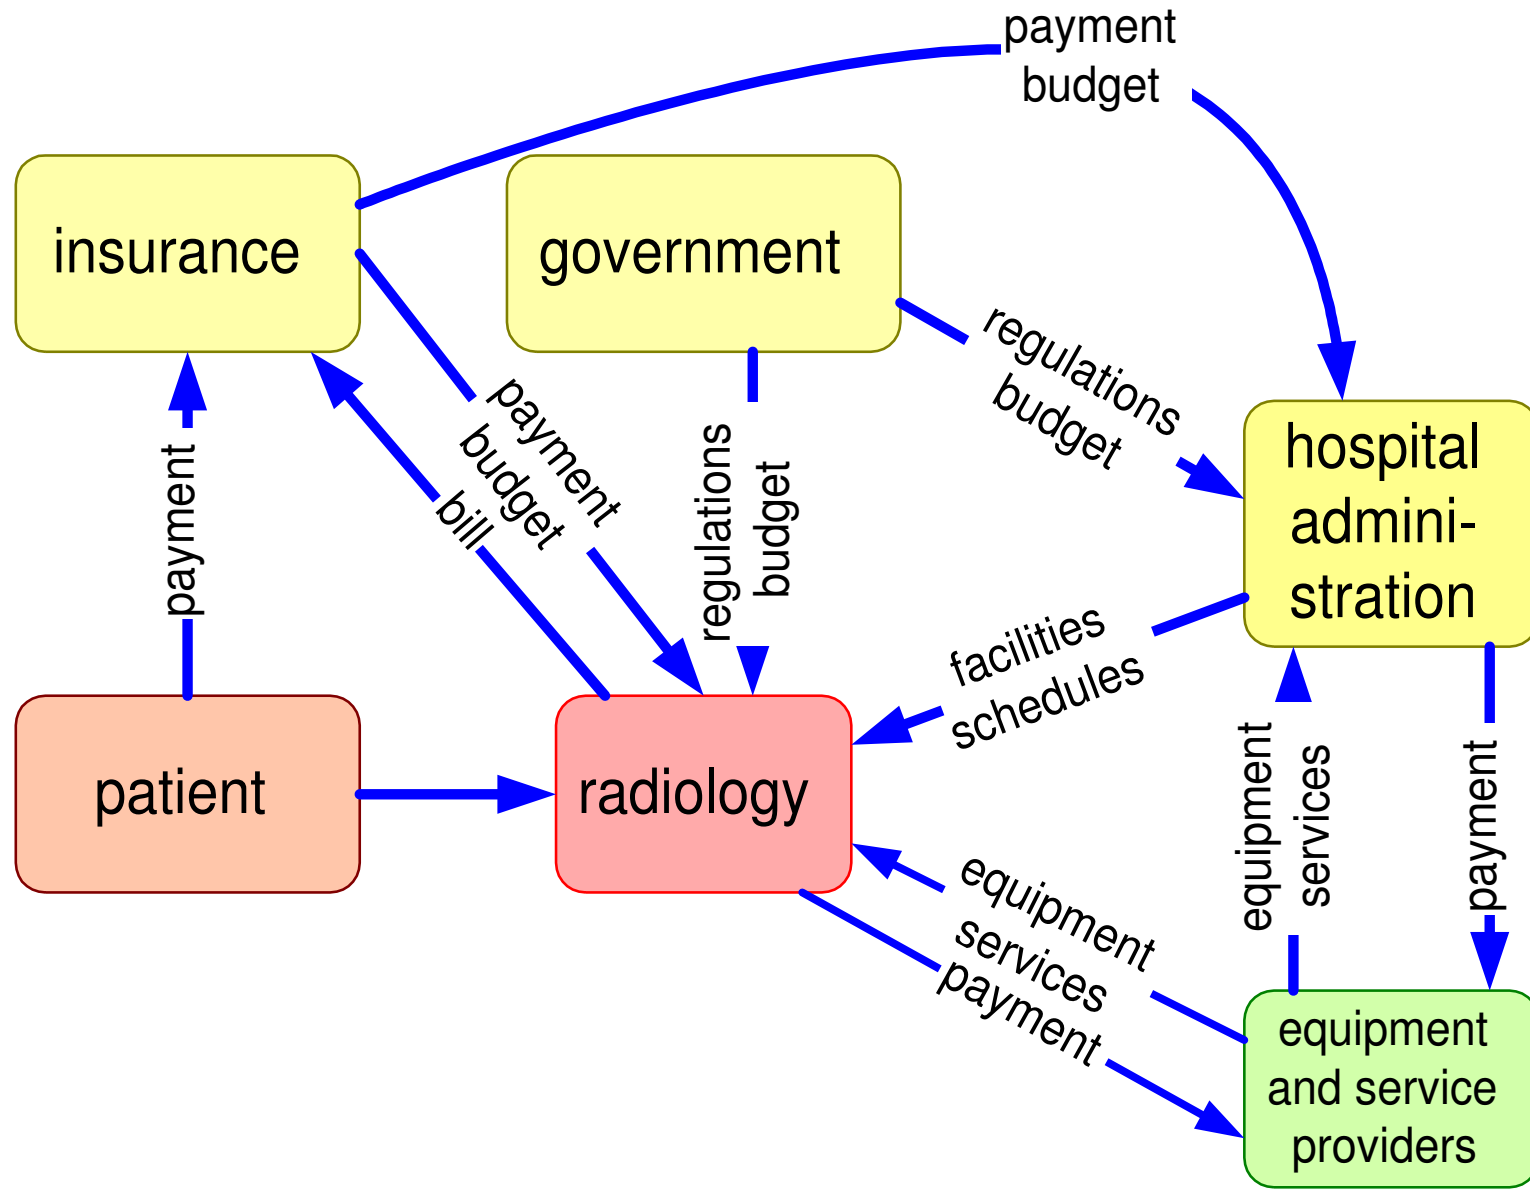 payment
budget
insurance
government
regulations
budget
payment
budget
bill
payment
regulations
budget
hospital
admini-
stration
facilities
schedules
patient
radiology
equipment
services
payment
equipment
services
payment
equipment
and service
providers